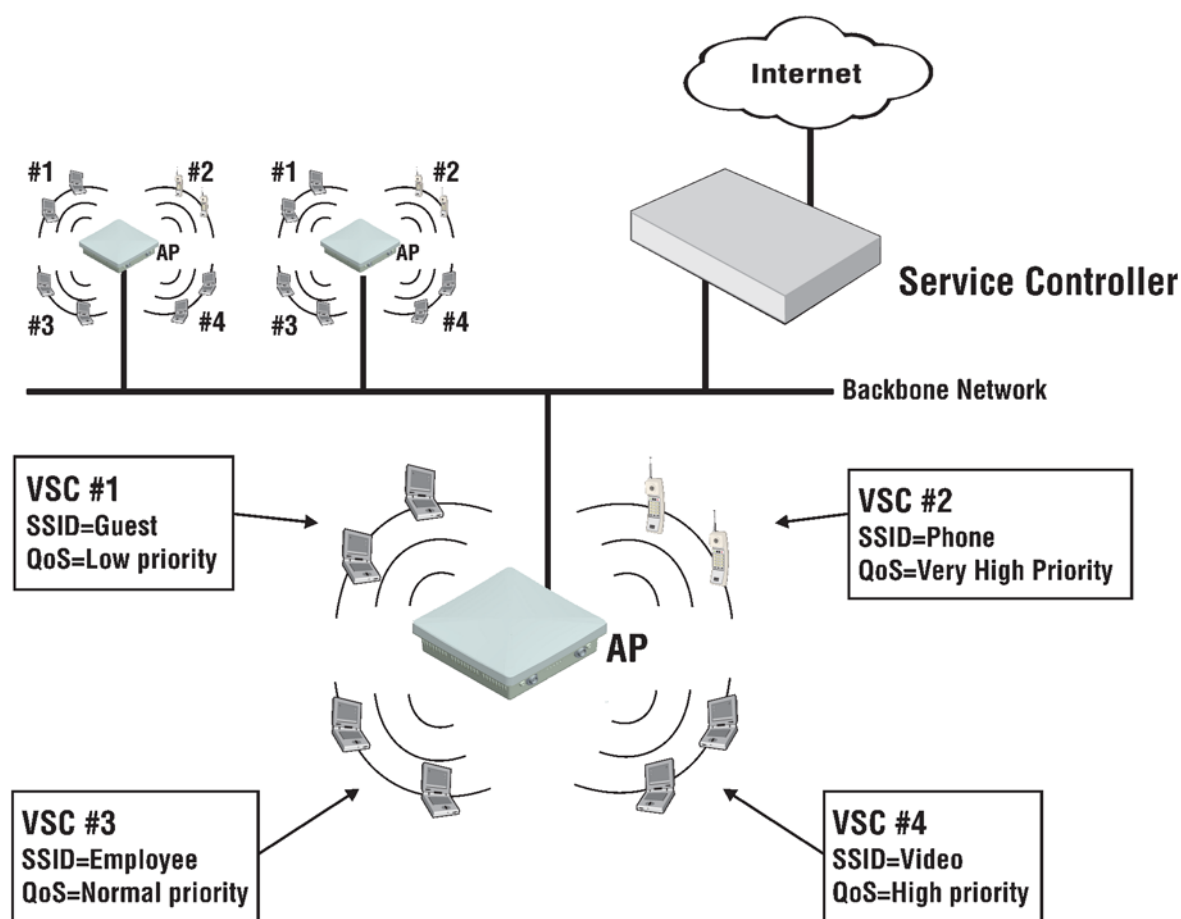 Internet
#1
#2
#1
#2
AP
AP
Service Controller
#3
#4
#3
#4
Backbone Network
VSC #1
SSID=Guest
QoS=Low priority
VSC #2
SSID=Phone
QoS=Very High Priority
AP
VSC #3
SSID=Employee
QoS=Normal priority
VSC #4
SSID=Video
QoS=High priority